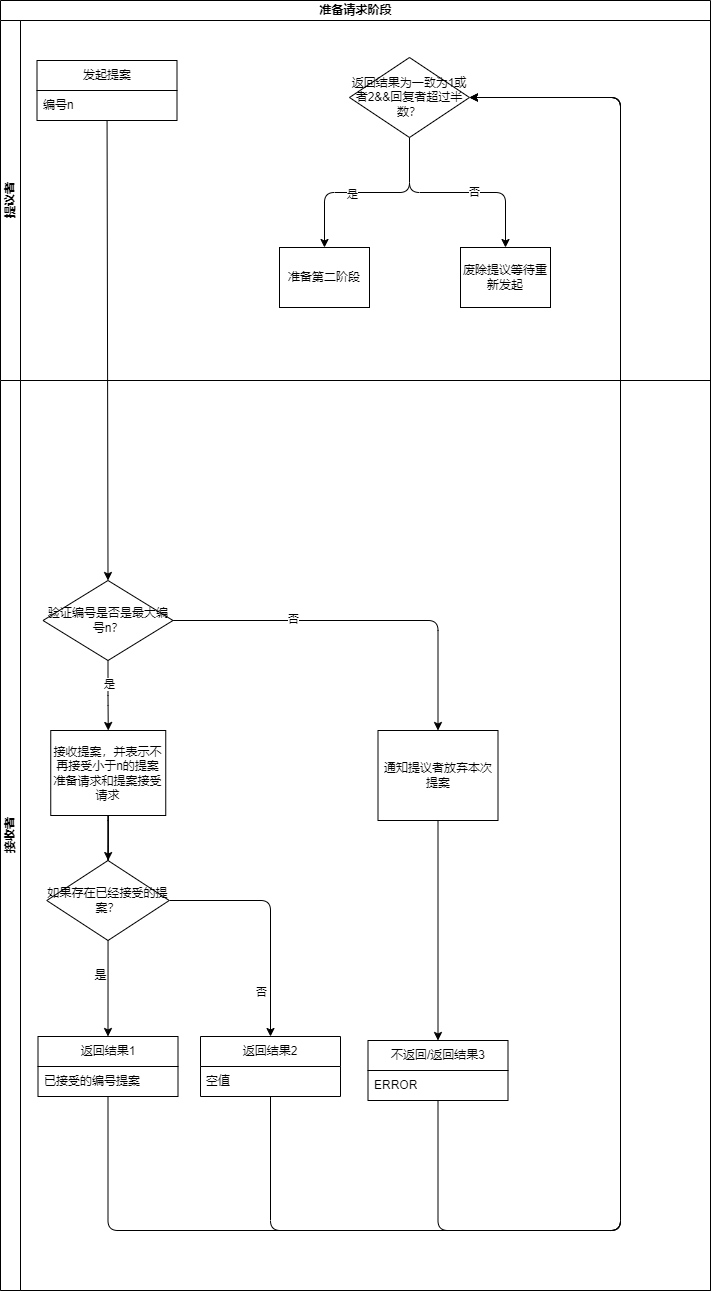 准备请求阶段
提议者
发起提案
编号n
返回结果为一致为1或
者2&&回复者超过半
数?
是
否
准备第二阶段
废除提议等待重
新发起
接收者
验证编号是否是最大编
号n?
否
是
接收提案，并表示不
再接受小于n的提案
准备请求和提案接受
请求
通知提议者放弃本次
提案
如果存在已经接受的提
案?
是
否
返回结果1
已接受的编号提案
返回结果2
空值
不返回/返回结果3
ERROR